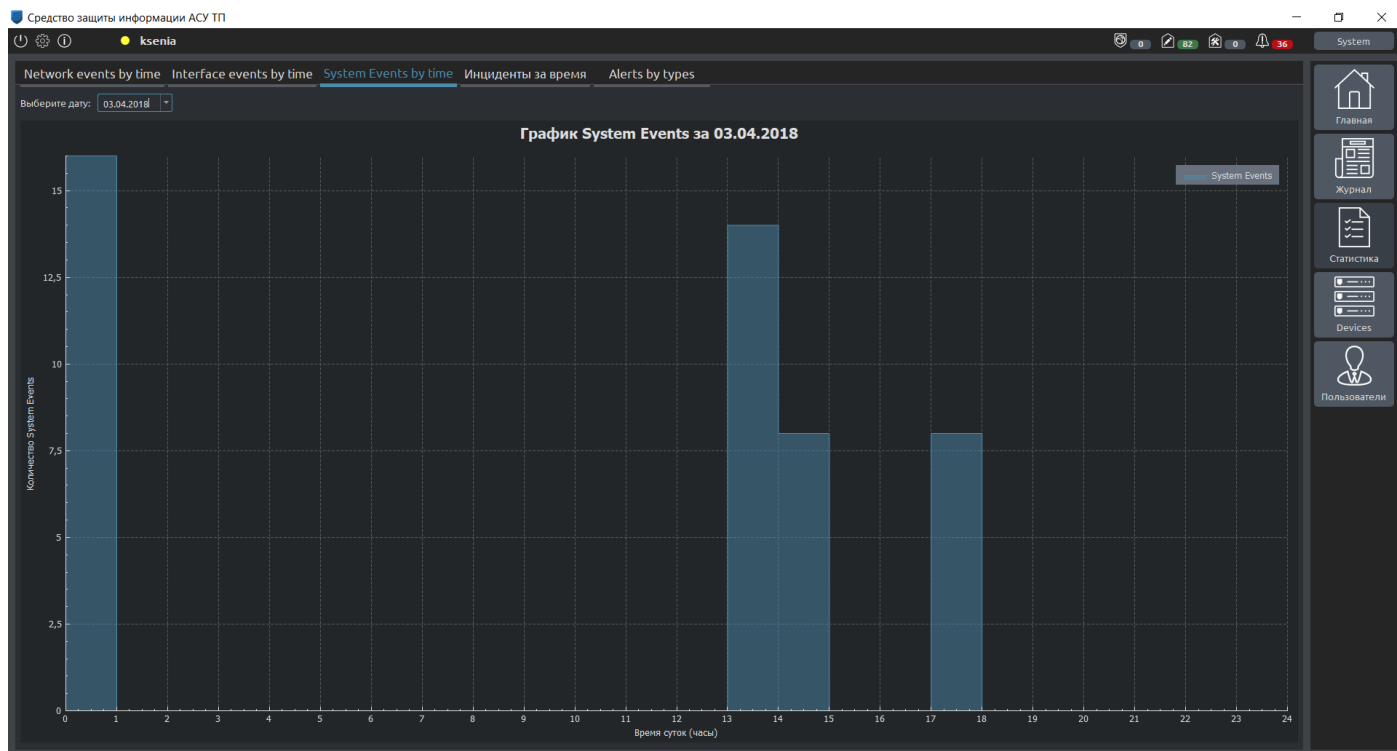 Средство защиты информации АСУ ТП
ksenia
0 82 0 36 System
Network events by time Interface events by time System Events by time Инциденты за время Alerts by types
Выберите дату: 03.04.2018
График System Events за 03.04.2018
System Events
Количество System Events
15
12,5
10
7,5
5
2,5
0
0 1 2 3 4 5 6 7 8 9 10 11 12 13 14 15 16 17 18 19 20 21 22 23 24
Время суток (часы)
Главная
Журнал
Статистика
Devices
Пользователи